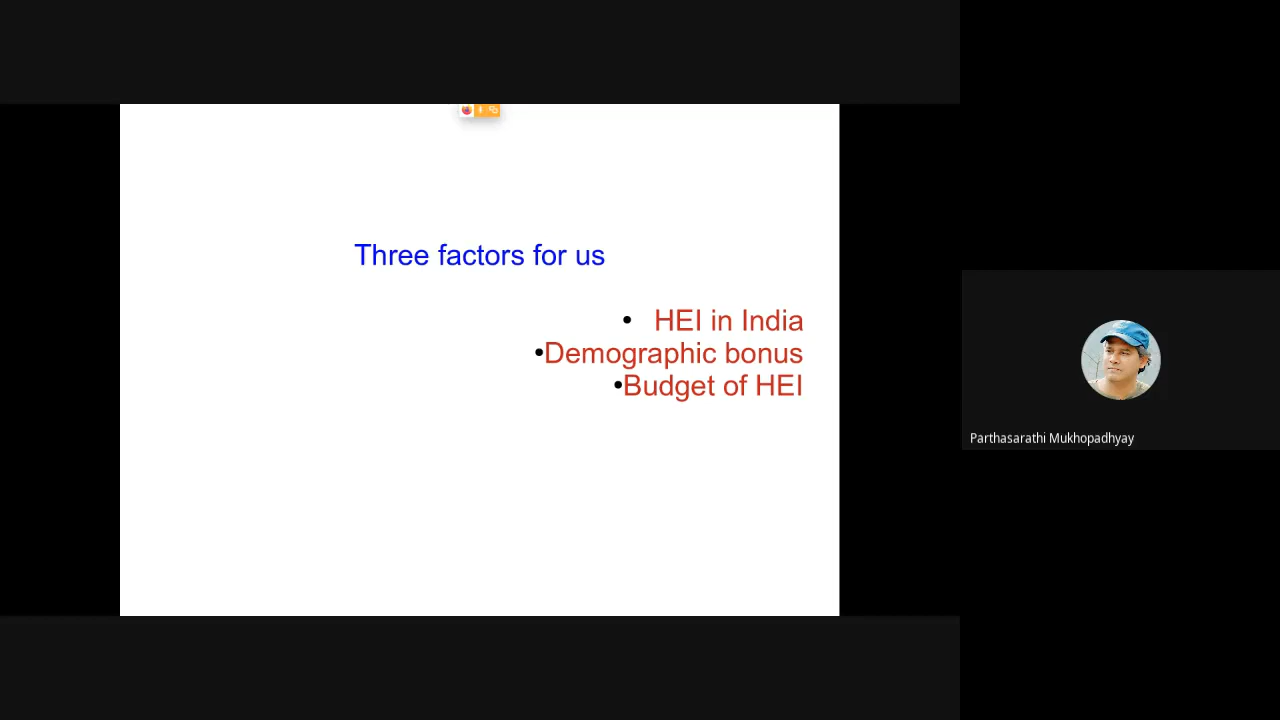 Three factors for us
• HEI in India
•Demographic bonus
•Budget of HEI
Parthasarathi Mukhopadhyay